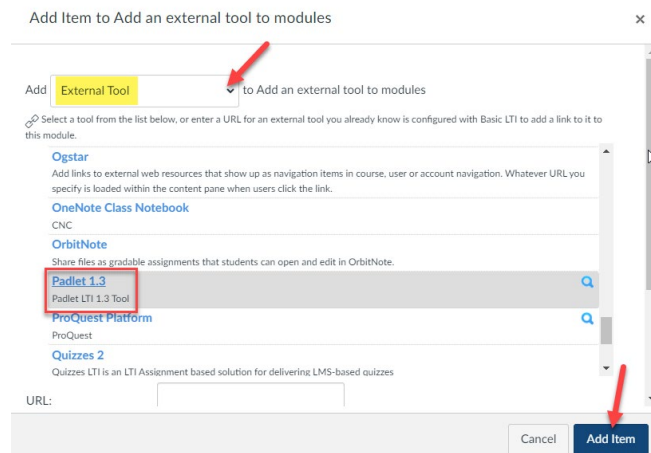 Add Item to Add an external tool to modules
Add External Tool to Add an external tool to modules
Select a tool from the list below, or enter a URL for an external tool you already know is configured with Basic LTI to add a link to it to
this module.
Ogstar
Add links to external web resources that show up as navigation items in course, user or account navigation. Whatever URL you
specify is loaded within the content pane when users click the link.
OneNote Class Notebook
CNC
OrbitNote
Share files as gradable assignments that students can open and edit in OrbitNote.
Padlet 1.3
Padlet LTI 1.3 Tool
ProQuest Platform
ProQuest
Quizzes 2
Quizzes LTI is an LTI Assignment based solution for delivering LMS-based quizzes
URL:
Cancel Add Item